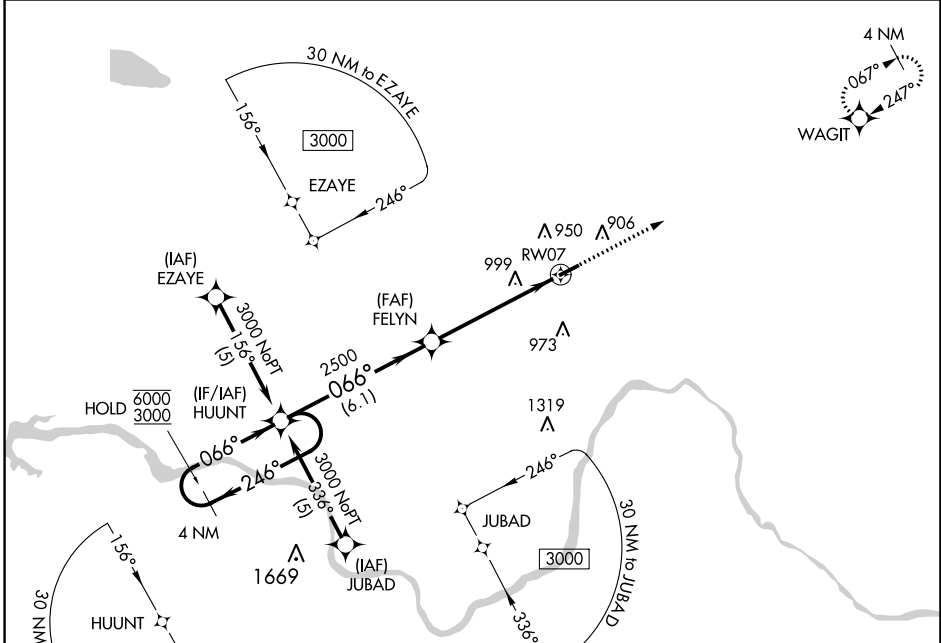 4 NM
067°
247°
WAGIT
30 NM to EZAYE
156°
3000
EZAYE
246°
950
906
RW07
999
(IAF)
EZAYE
3000 NoPT
156°
(5)
(FAF)
FELYN
973
2500
066°
(6.1)
(IF/IAF)
HUUNT
HOLD
6000
3000
066°
246°
4 NM
1319
3000 NoPT
336°
(5)
246°
JUBAD
30 NM to JUBAD
3000
336°
(IAF)
JUBAD
1669
156°
HUUNT
30 NM